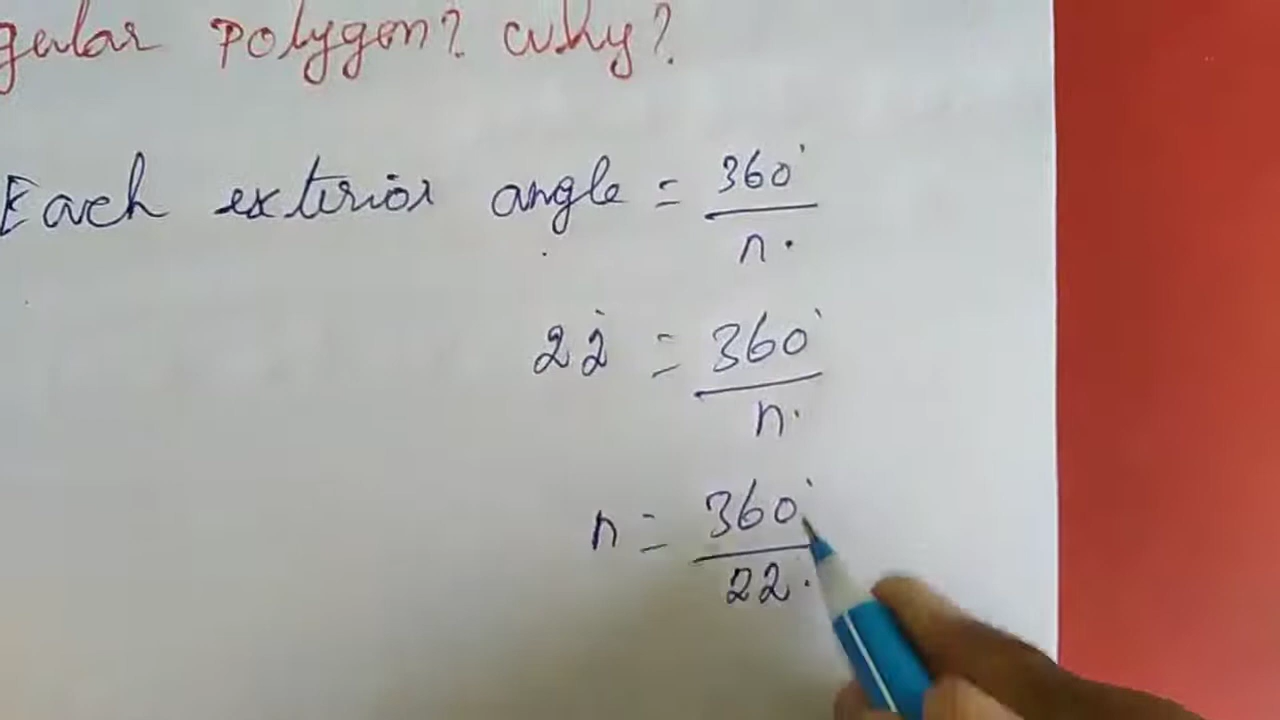 gular polygon? why?
Each exterior angle = 360° / n
22° = 360° / n
n = 360° / 22